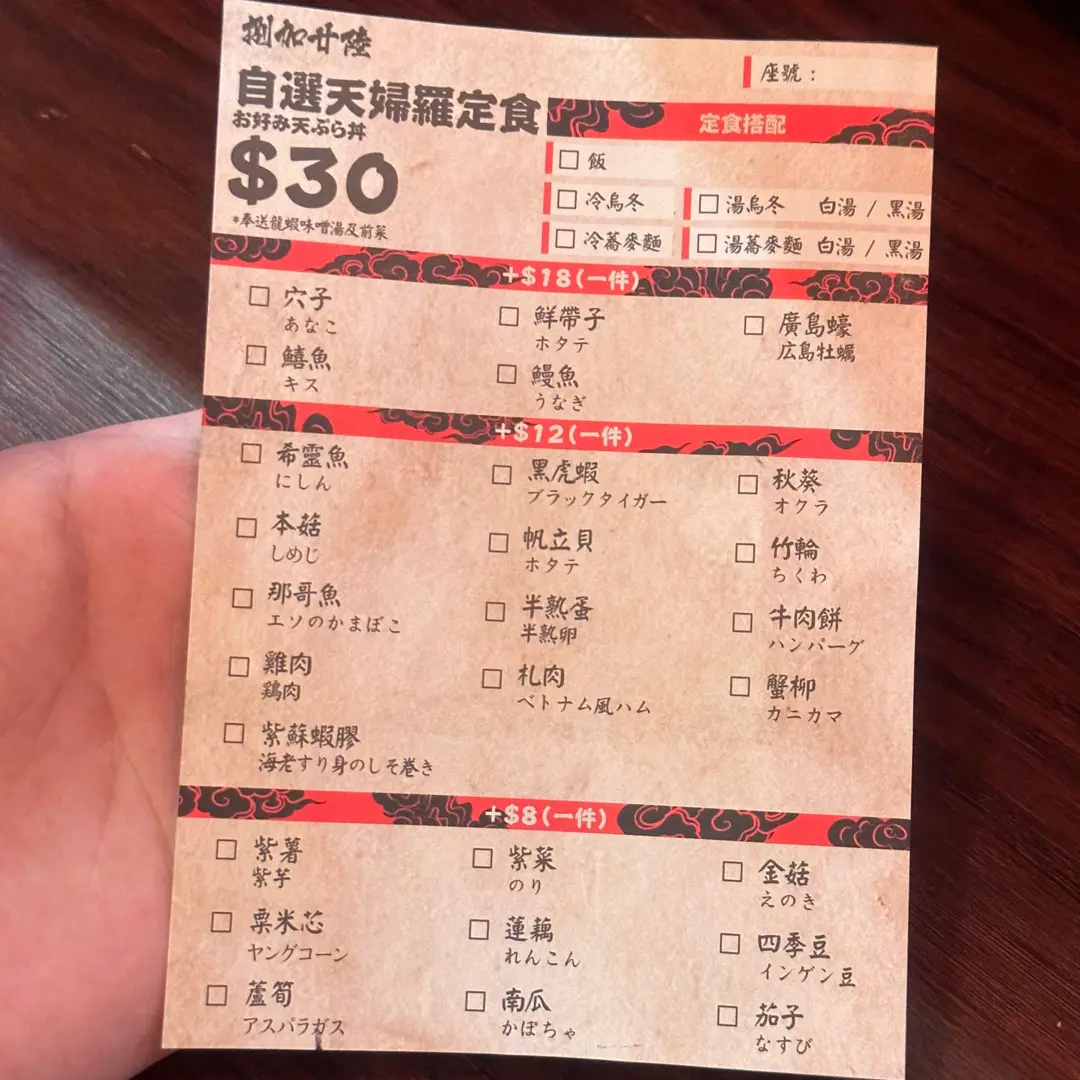 捌加廿陸
自選天婦羅定食
お好み天ぷら丼
$30
*奉送龍蝦味噌湯及前菜
座號：
定食搭配
飯
冷烏冬
湯烏冬 白湯 / 黑湯
冷蕎麥麵
湯蕎麥麵 白湯 / 黑湯
+$18(一件)
穴子
あなこ
鮮帶子
ホタテ
廣島蠔
広島牡蠣
鱚魚
キス
鰻魚
うなぎ
+$12(一件)
希靈魚
にしん
黑虎蝦
ブラックタイガー
秋葵
オクラ
本菇
しめじ
帆立貝
ホタテ
竹輪
ちくわ
那哥魚
エソのかまぼこ
半熟蛋
半熟卵
牛肉餅
ハンバーグ
雞肉
鶏肉
札肉
ベトナム風ハム
蟹柳
カニカマ
紫蘇蝦膠
海老すり身のしそ巻き
+$8(一件)
紫薯
紫芋
紫菜
のり
金菇
えのき
粟米芯
ヤングコーン
蓮藕
れんこん
四季豆
インゲン豆
蘆筍
アスパラガス
南瓜
かぼちゃ
茄子
なすび